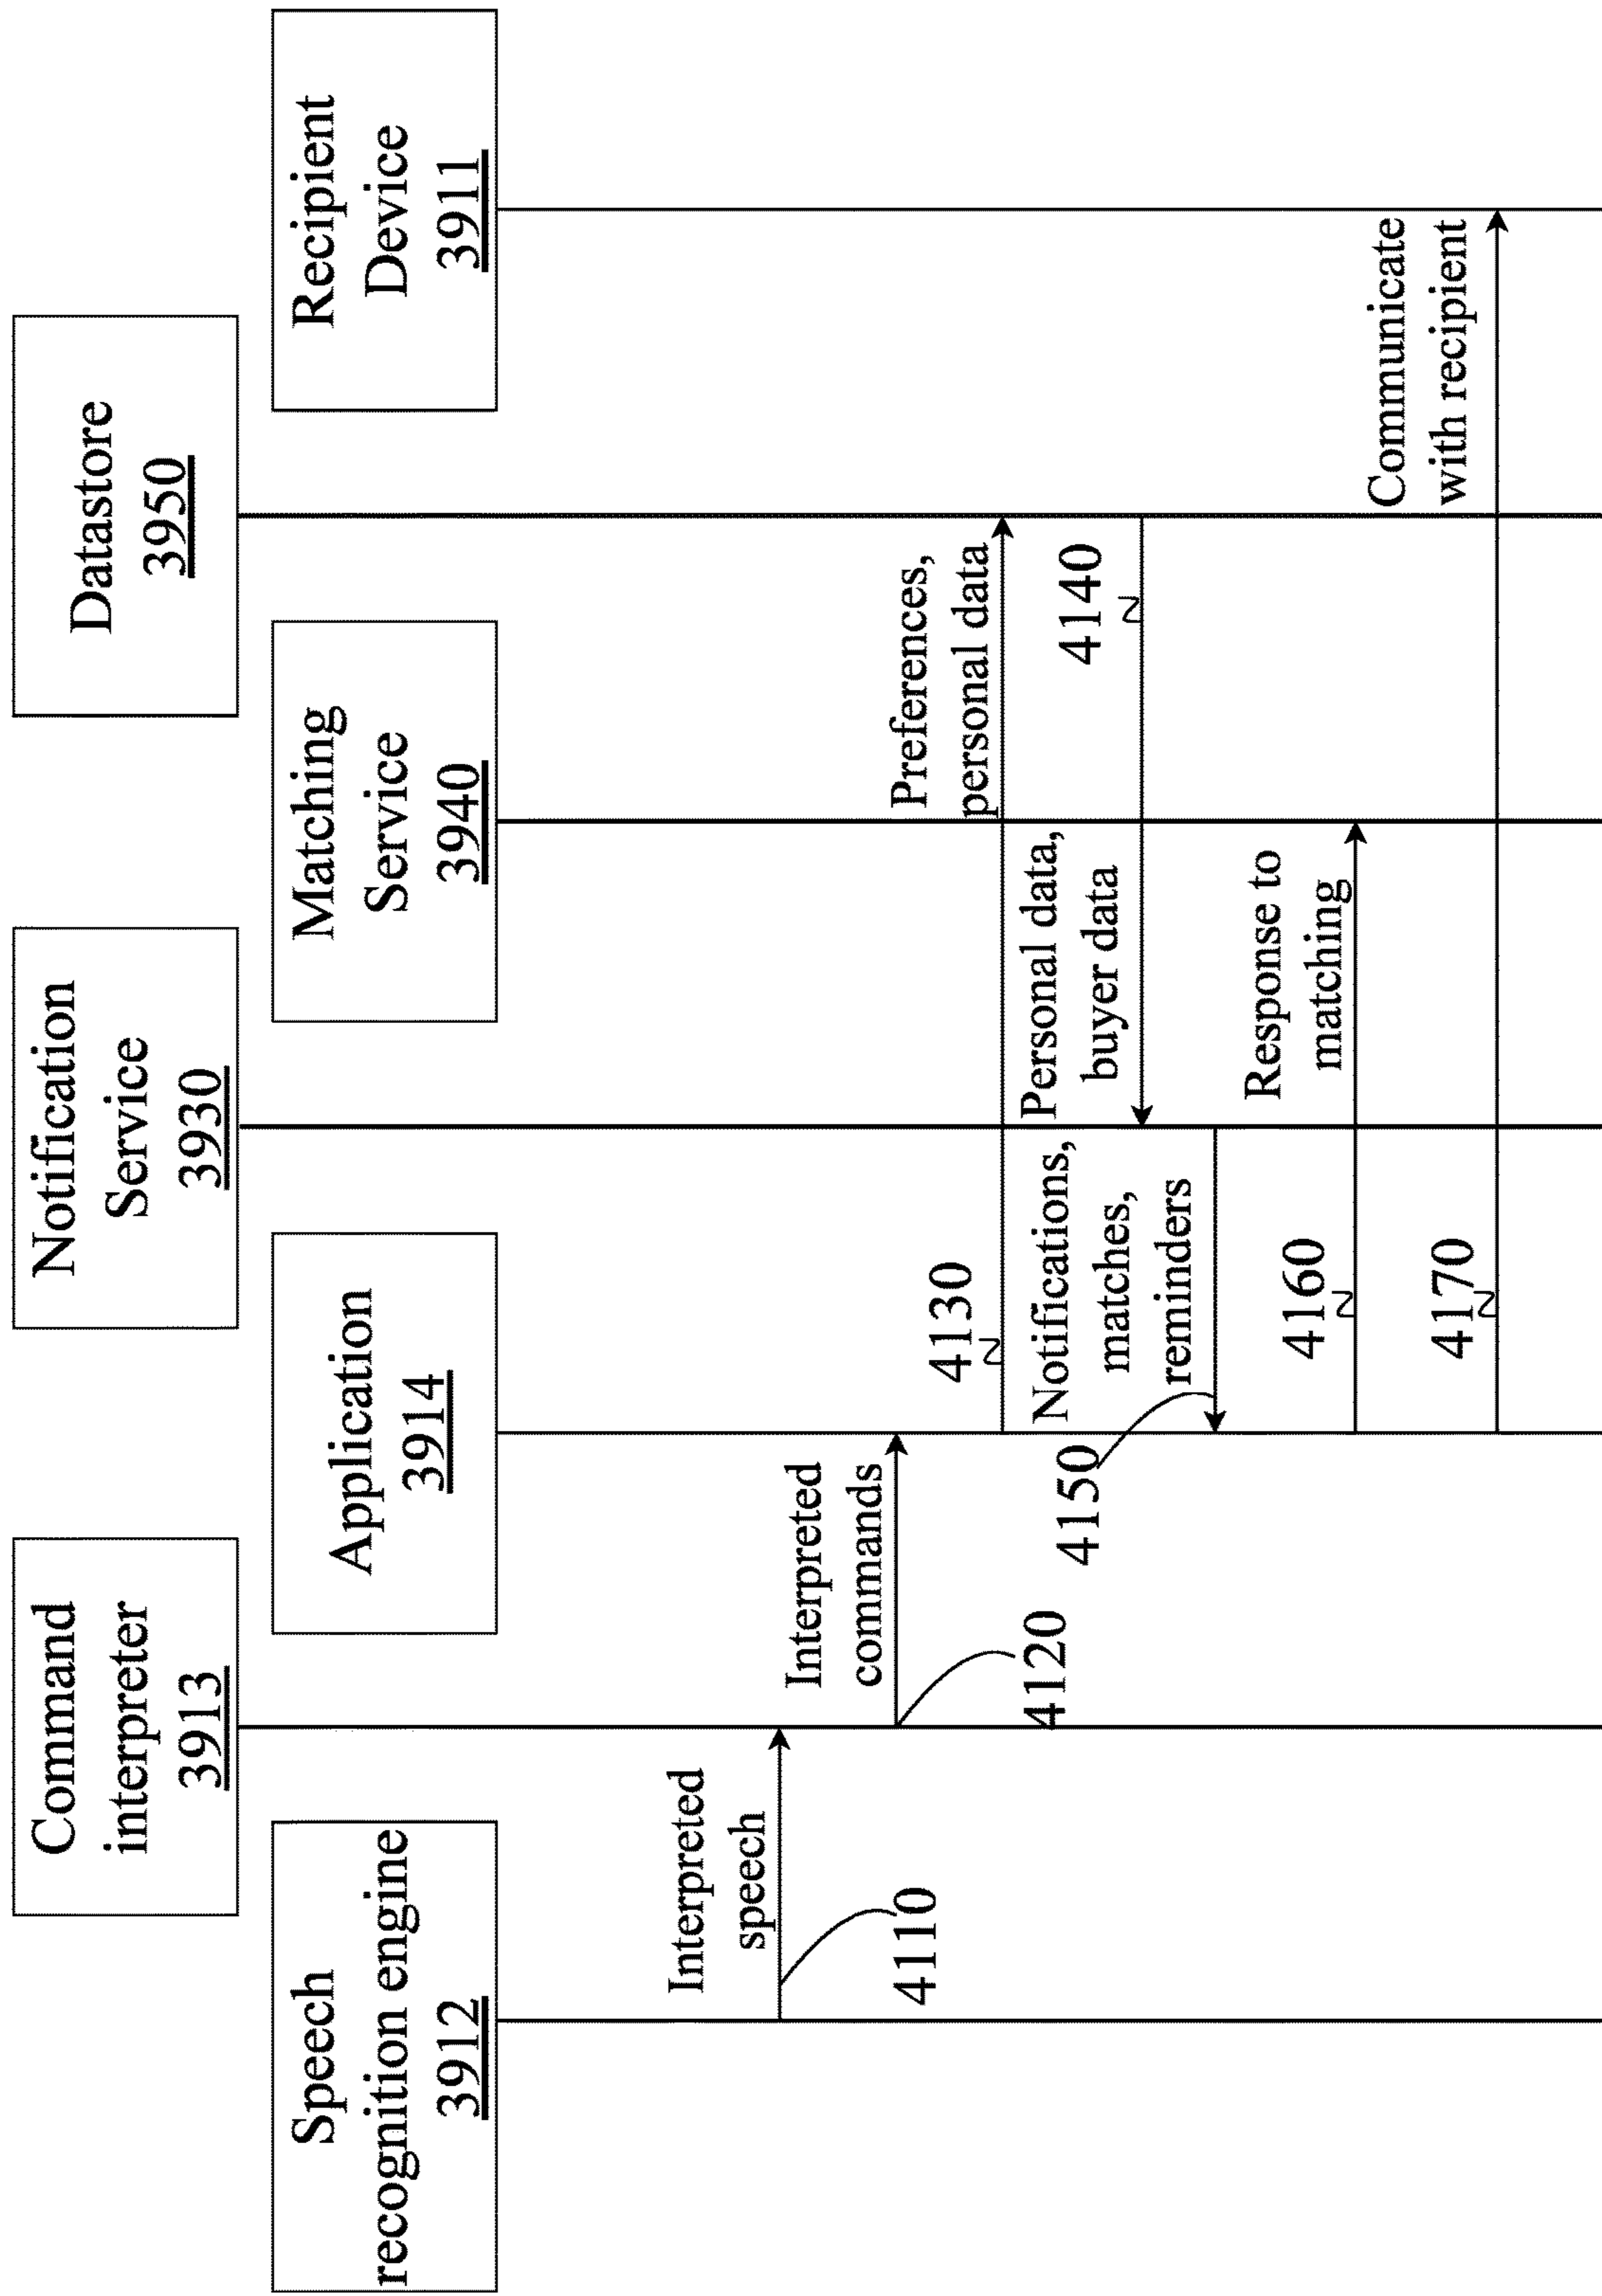 Speech
recognition engine
3912
Command
interpreter
3913
Application
3914
Notification
Service
3930
Matching
Service
3940
Datastore
3950
Recipient
Device
3911
Interpreted
speech
4110
Interpreted
commands
4120
4130
Preferences,
personal data
Personal data,
buyer data
4140
Notifications,
matches,
reminders
4150
4160
Response to
matching
4170
Communicate
with recipient